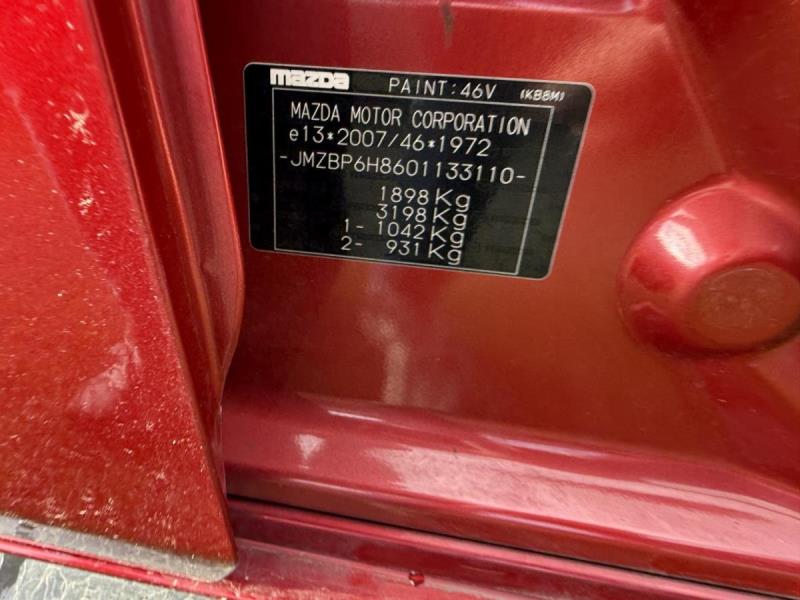 mazda PAINT:46V (KB8M)
MAZDA MOTOR CORPORATION
e13*2007/46*1972
-JMZBP6H8601133110-
1898Kg
3198Kg
1- 1042Kg
2- 931Kg